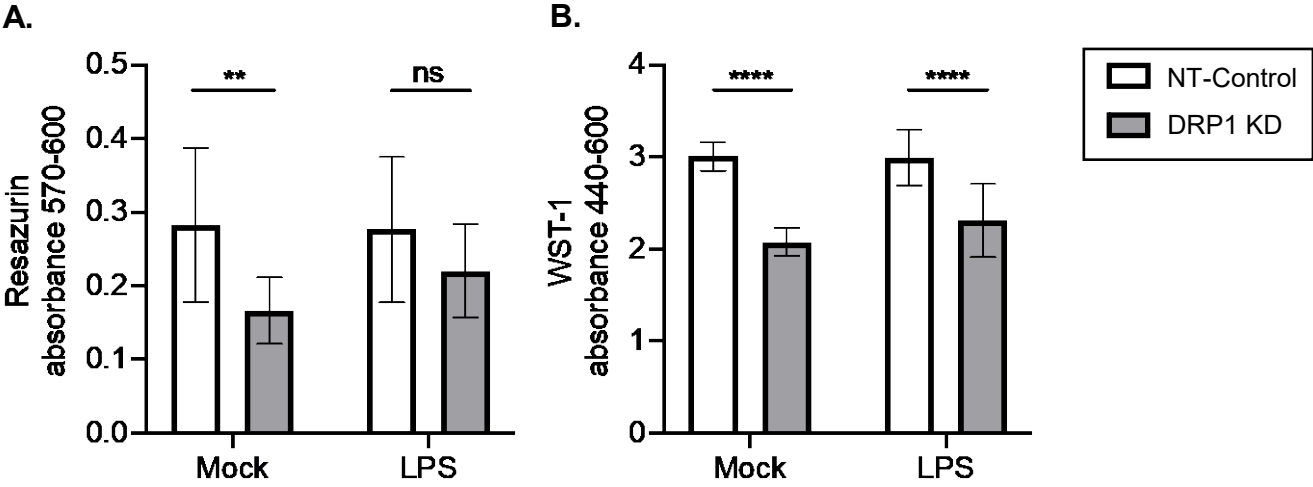 A.
Resazurin
absorbance 570-600
0.5
0.4
0.3
0.2
0.1
0.0
**
ns
Mock
LPS
B.
WST-1
absorbance 440-600
4
3
2
1
0
****
****
Mock
LPS
NT-Control
DRP1 KD